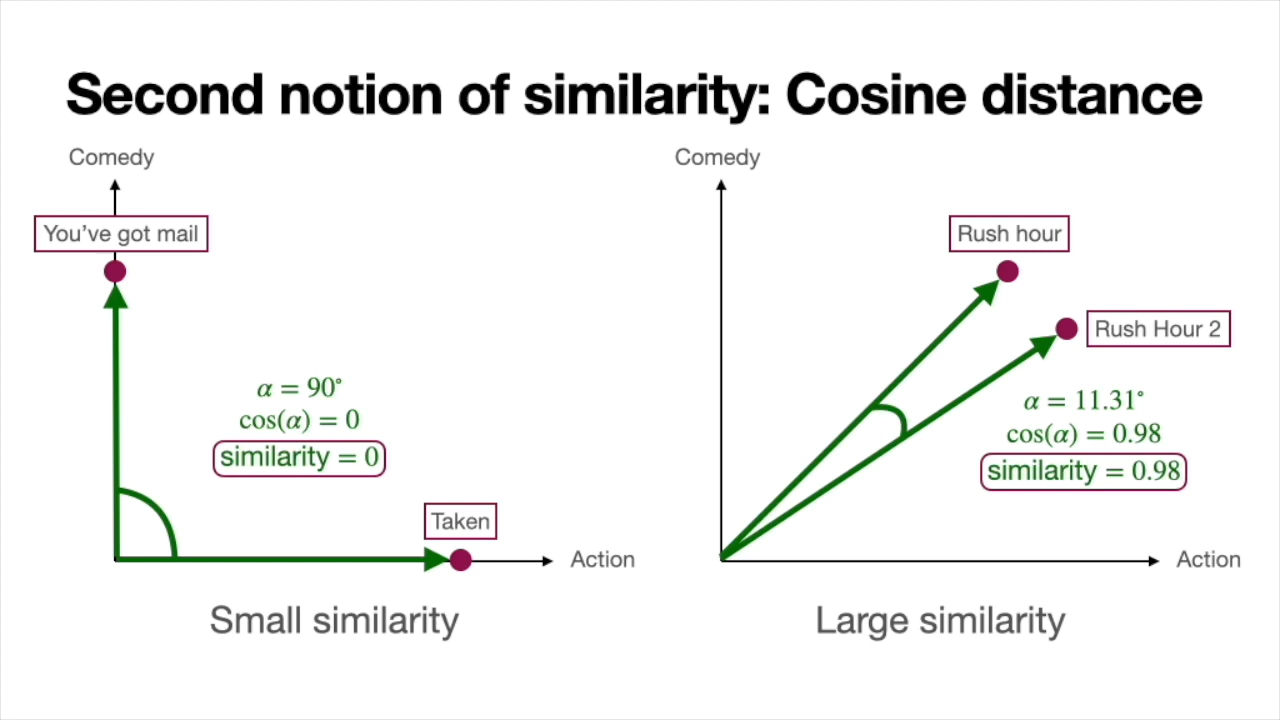 Second notion of similarity: Cosine distance
Comedy
You've got mail
α = 90°
cos(α) = 0
similarity = 0
Taken
Action
Small similarity
Comedy
Rush hour
Rush Hour 2
α = 11.31°
cos(α) = 0.98
similarity = 0.98
Action
Large similarity